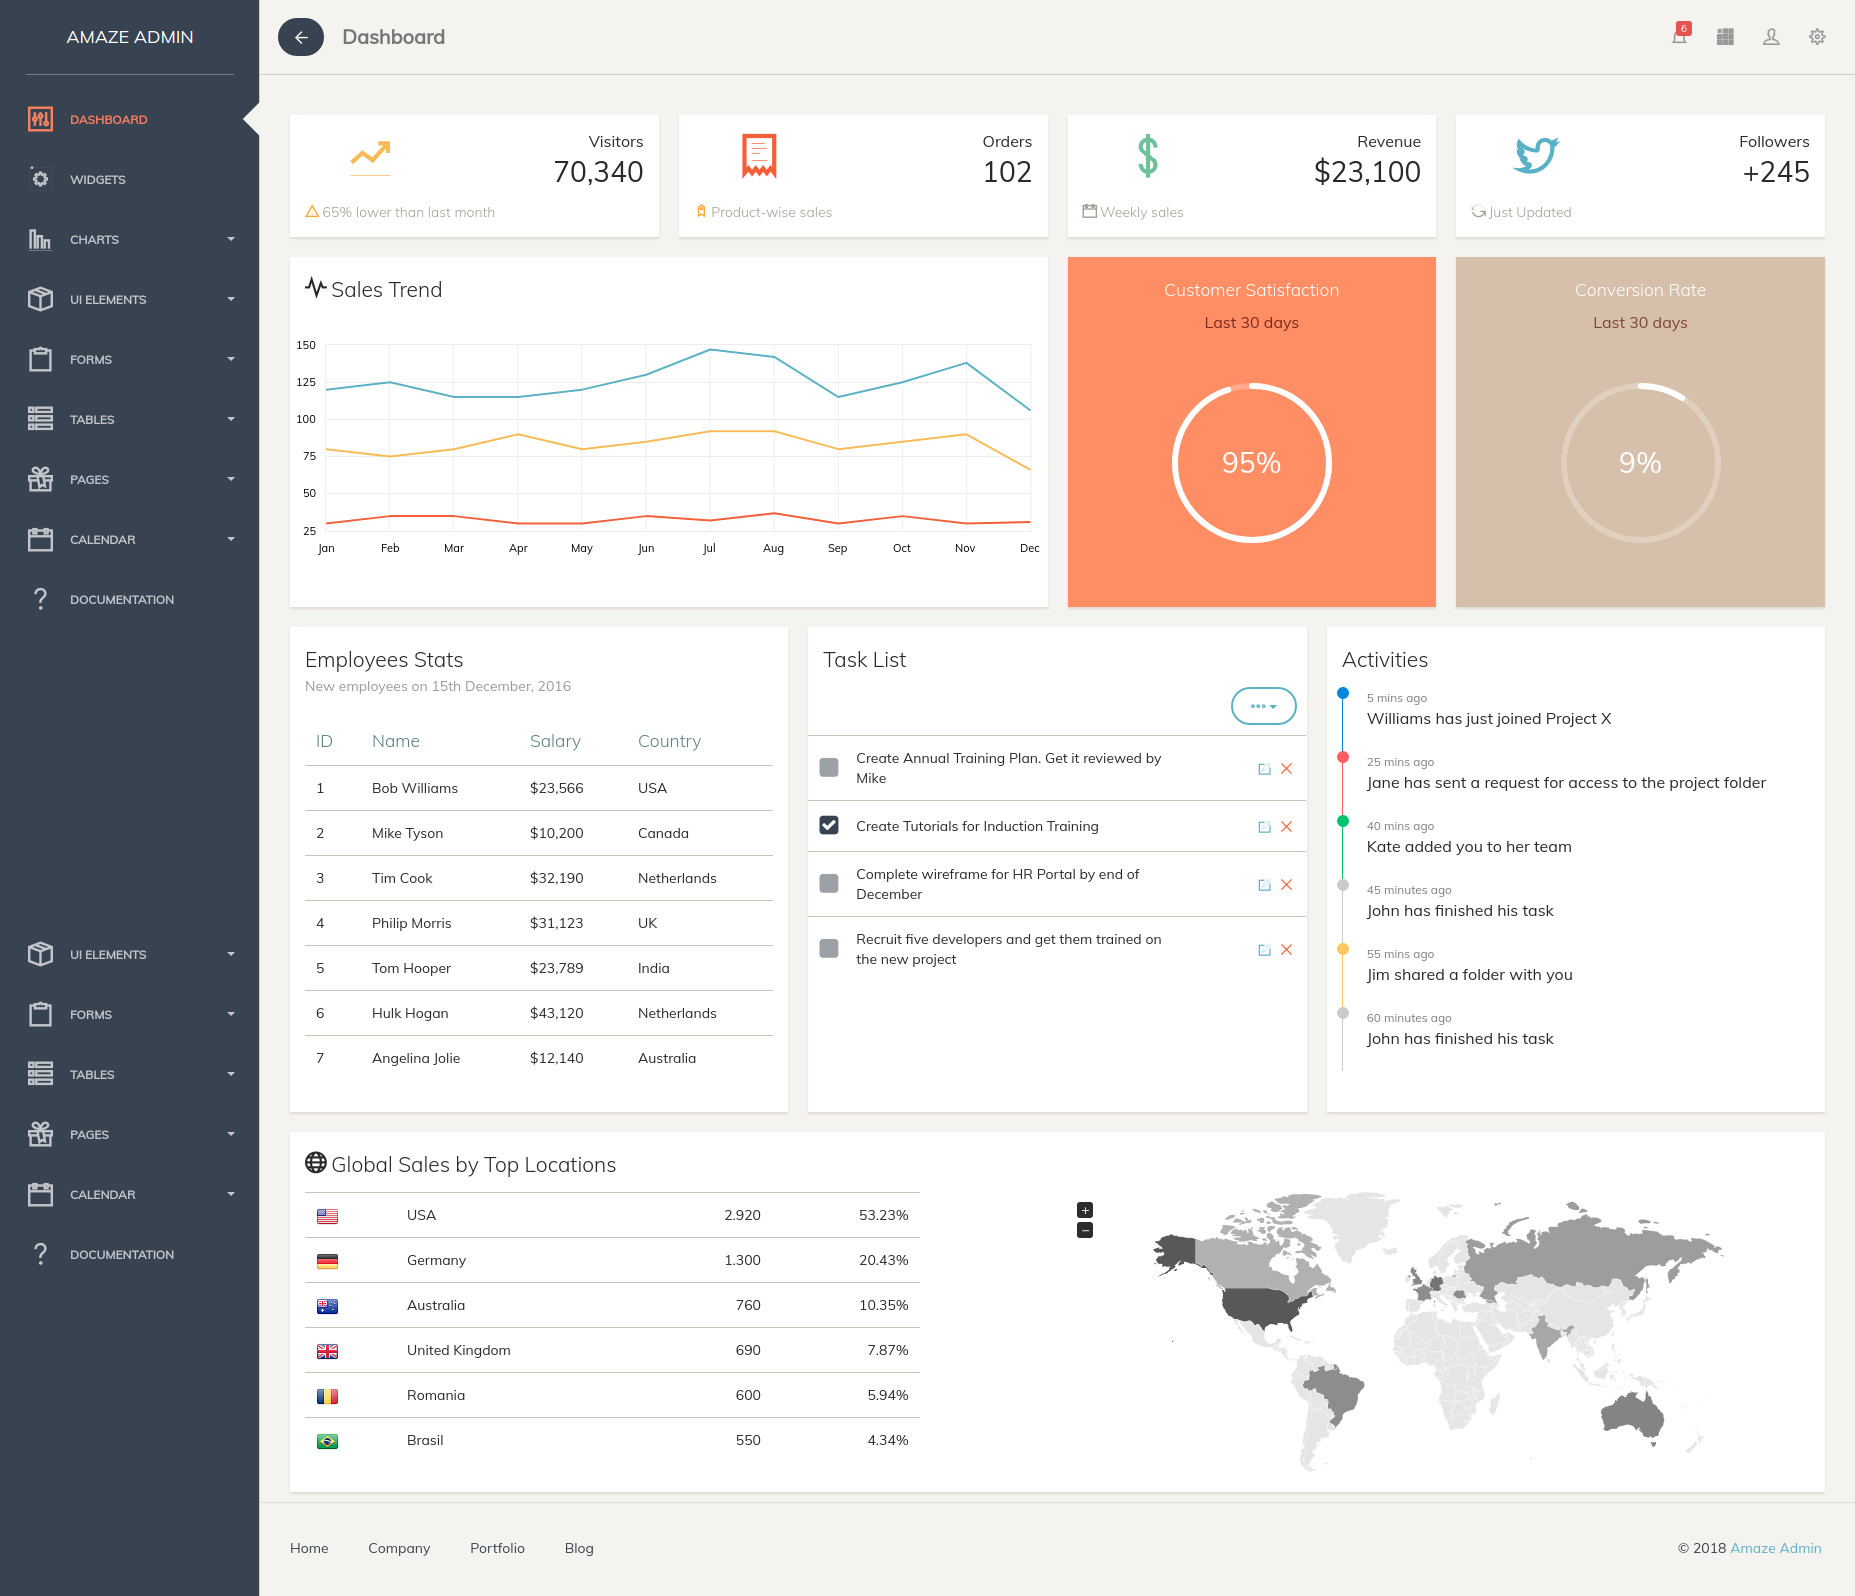 AMAZE ADMIN
DASHBOARD
WIDGETS
CHARTS
UI ELEMENTS
FORMS
TABLES
PAGES
CALENDAR
DOCUMENTATION
UI ELEMENTS
FORMS
TABLES
PAGES
CALENDAR
DOCUMENTATION
Dashboard
6
Visitors
70,340
65% lower than last month
Orders
102
Product-wise sales
Revenue
$23,100
Weekly sales
Followers
+245
Just Updated
Sales Trend
150
125
100
75
50
25
Jan Feb Mar Apr May Jun Jul Aug Sep Oct Nov Dec
Customer Satisfaction
Last 30 days
95%
Conversion Rate
Last 30 days
9%
Employees Stats
New employees on 15th December, 2016
ID Name Salary Country
1 Bob Williams $23,566 USA
2 Mike Tyson $10,200 Canada
3 Tim Cook $32,190 Netherlands
4 Philip Morris $31,123 UK
5 Tom Hooper $23,789 India
6 Hulk Hogan $43,120 Netherlands
7 Angelina Jolie $12,140 Australia
Task List
Create Annual Training Plan. Get it reviewed by
Mike
Create Tutorials for Induction Training
Complete wireframe for HR Portal by end of
December
Recruit five developers and get them trained on
the new project
Activities
5 mins ago
Williams has just joined Project X
25 mins ago
Jane has sent a request for access to the project folder
40 mins ago
Kate added you to her team
45 minutes ago
John has finished his task
55 mins ago
Jim shared a folder with you
60 minutes ago
John has finished his task
Global Sales by Top Locations
USA 2.920 53.23%
Germany 1.300 20.43%
Australia 760 10.35%
United Kingdom 690 7.87%
Romania 600 5.94%
Brasil 550 4.34%
+
−
Home Company Portfolio Blog
© 2018 Amaze Admin